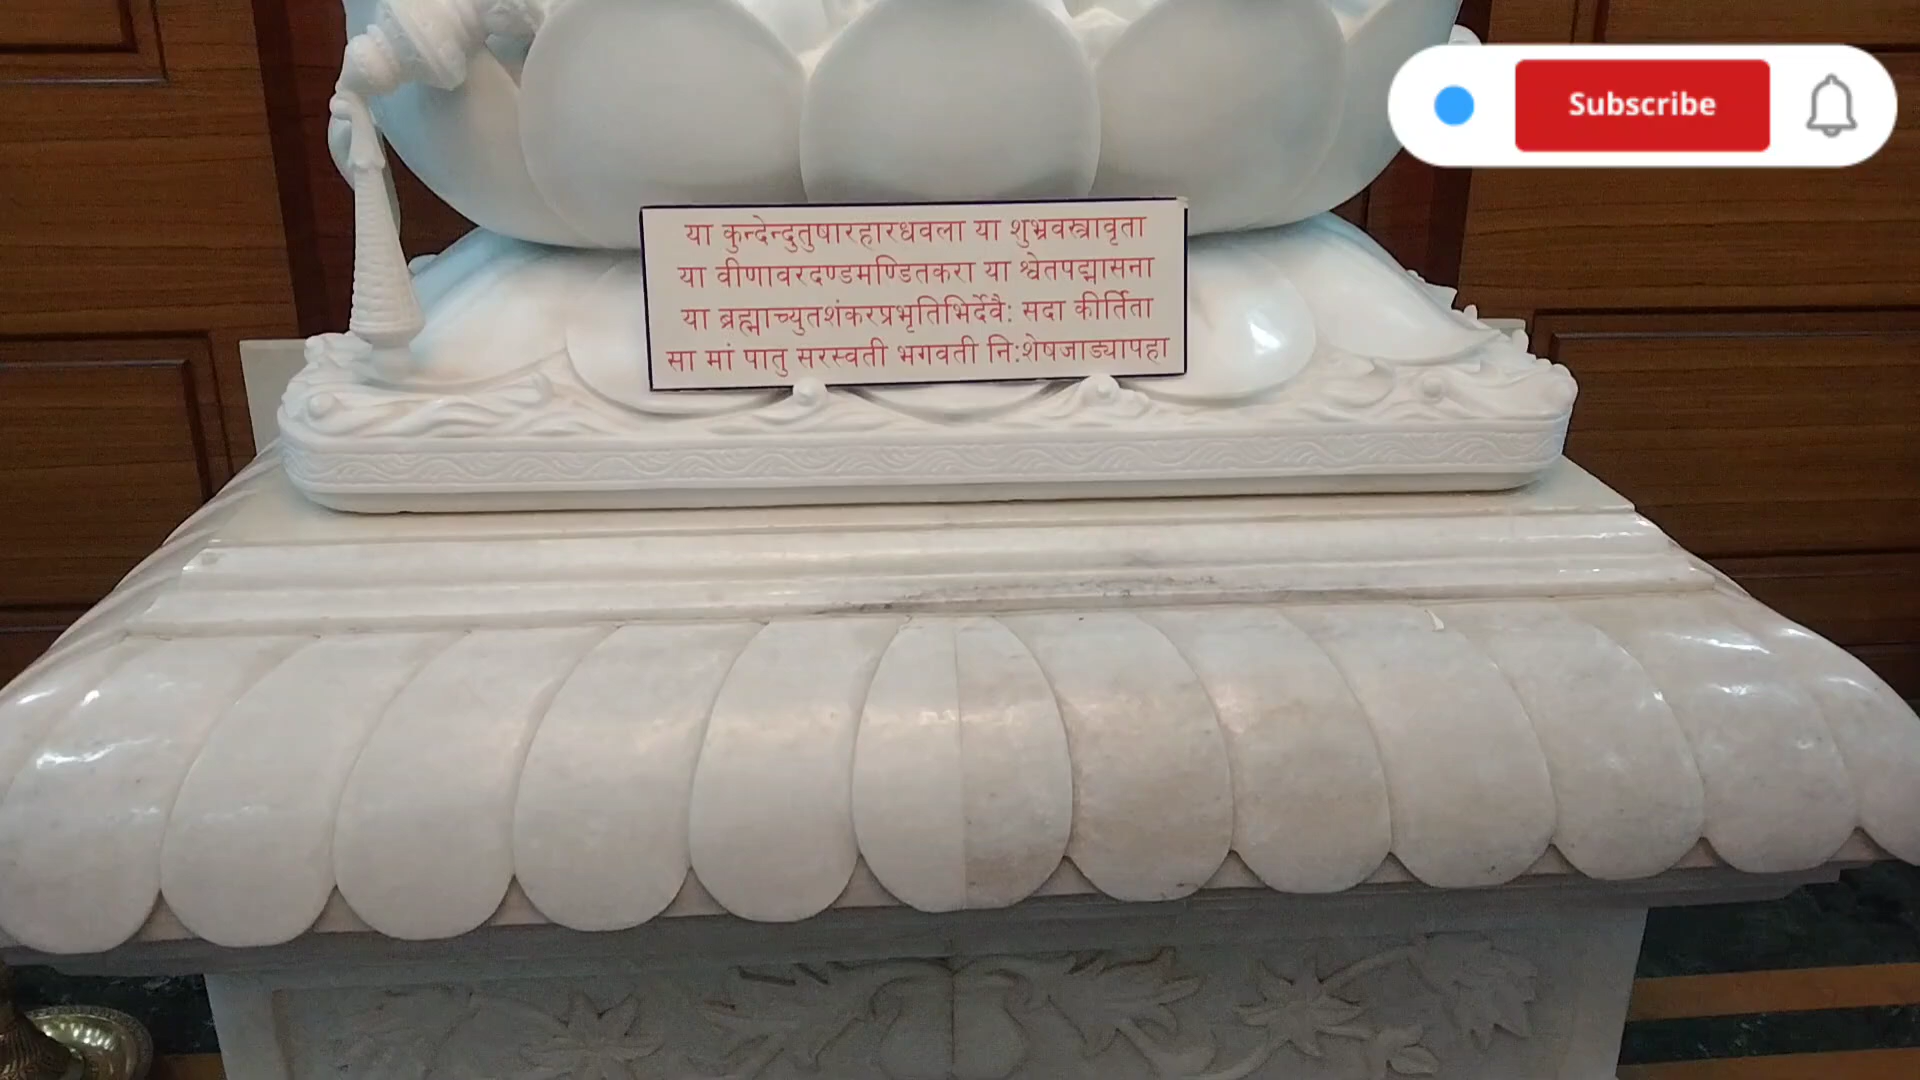 Subscribe
या कुन्देन्दुतुषारहारधवला या शुभ्रवस्त्रावृता
या वीणावरदण्डमण्डितकरा या श्वेतपद्मासना
या ब्रह्माच्युतशंकरप्रभृतिभिर्देवै: सदा कीर्तिता
सा मां पातु सरस्वती भगवती नि:शेषजाड्यापहा